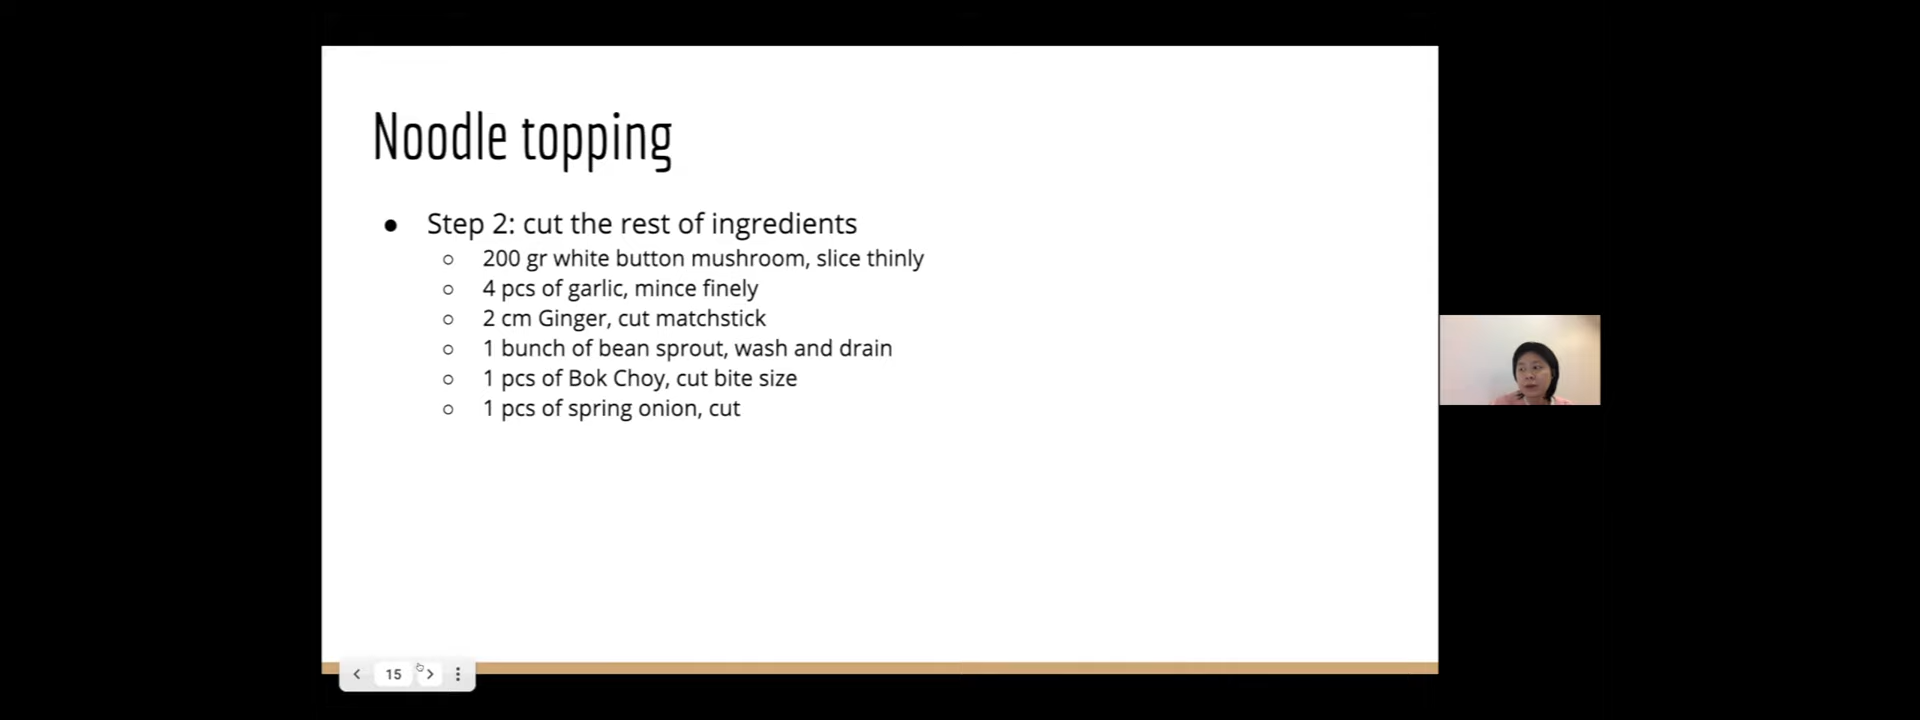 Noodle topping
● Step 2: cut the rest of ingredients
○ 200 gr white button mushroom, slice thinly
○ 4 pcs of garlic, mince finely
○ 2 cm Ginger, cut matchstick
○ 1 bunch of bean sprout, wash and drain
○ 1 pcs of Bok Choy, cut bite size
○ 1 pcs of spring onion, cut
15